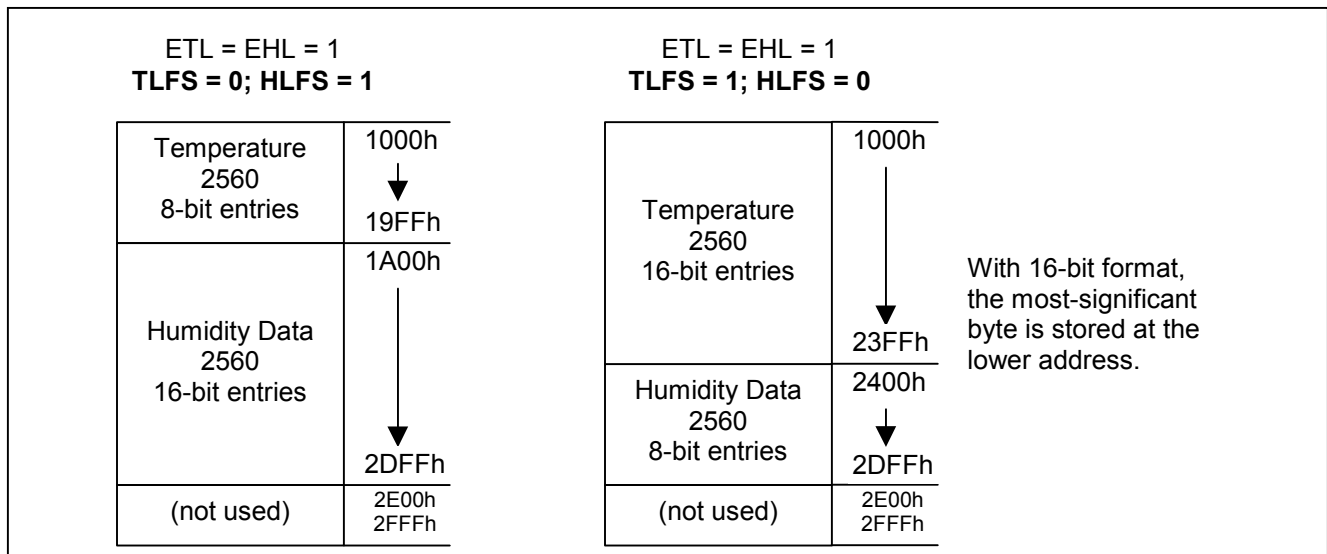 ETL = EHL = 1
TLFS = 0; HLFS = 1
Temperature
2560
8-bit entries
1000h
19FFh
Humidity Data
2560
16-bit entries
1A00h
2DFFh
(not used)
2E00h
2FFFh
ETL = EHL = 1
TLFS = 1; HLFS = 0
Temperature
2560
16-bit entries
1000h
23FFh
Humidity Data
2560
8-bit entries
2400h
2DFFh
(not used)
2E00h
2FFFh
With 16-bit format,
the most-significant
byte is stored at the
lower address.